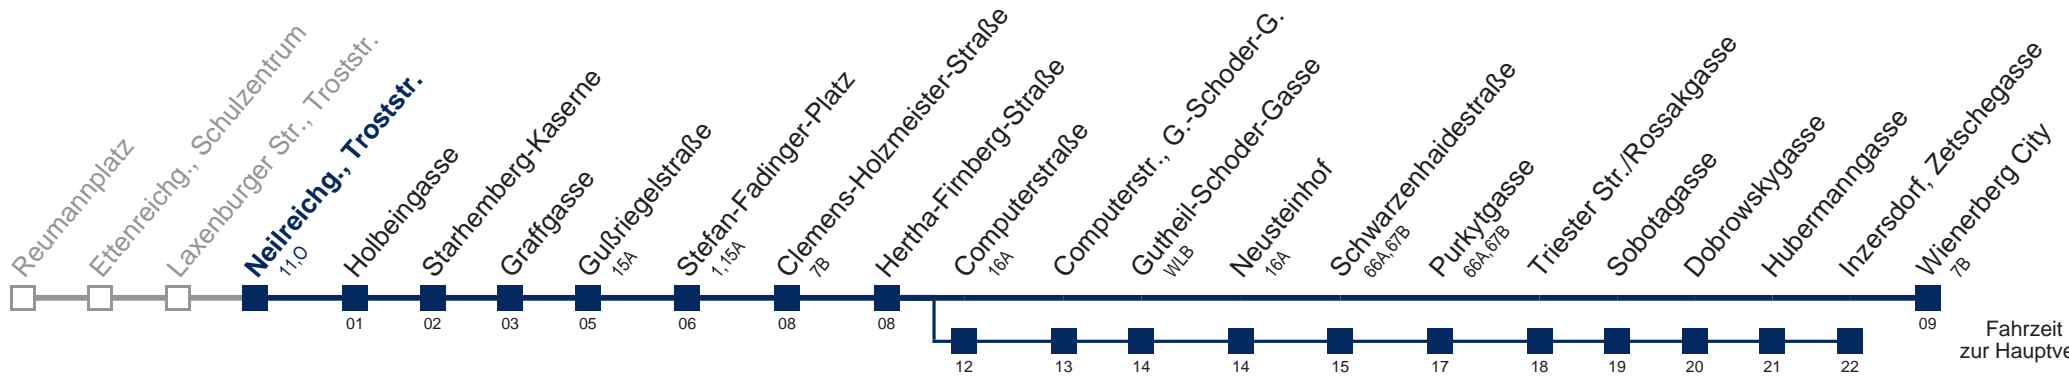 Reumannplatz
Ettenreichg., Schulzentrum
Laxenburger Str., Troststr.
Neilreichg., Troststr.
11,O
Holbeingasse
Starhemberg-Kaserne
Graffgasse
Gußriegelstraße
15A
Stefan-Fadinger-Platz
1,15A
Clemens-Holzmeister-Straße
7B
Hertha-Firnberg-Straße
Computerstraße
16A
Computerstr., G.-Schoder-G.
Gutheil-Schoder-Gasse
WLB
Neusteinhof
16A
Schwarzenhaidestraße
66A,67B
Purkytgasse
66A,67B
Triester Str./Rossakgasse
Sobotagasse
Dobrowskygasse
Hubermanngasse
Inzersdorf, Zetschegasse
Wienerberg City
7B
01 02 03 05 06 08 08 09
12 13 14 14 15 17 18 19 20 21 22
Fahrzeit
zur Hauptve